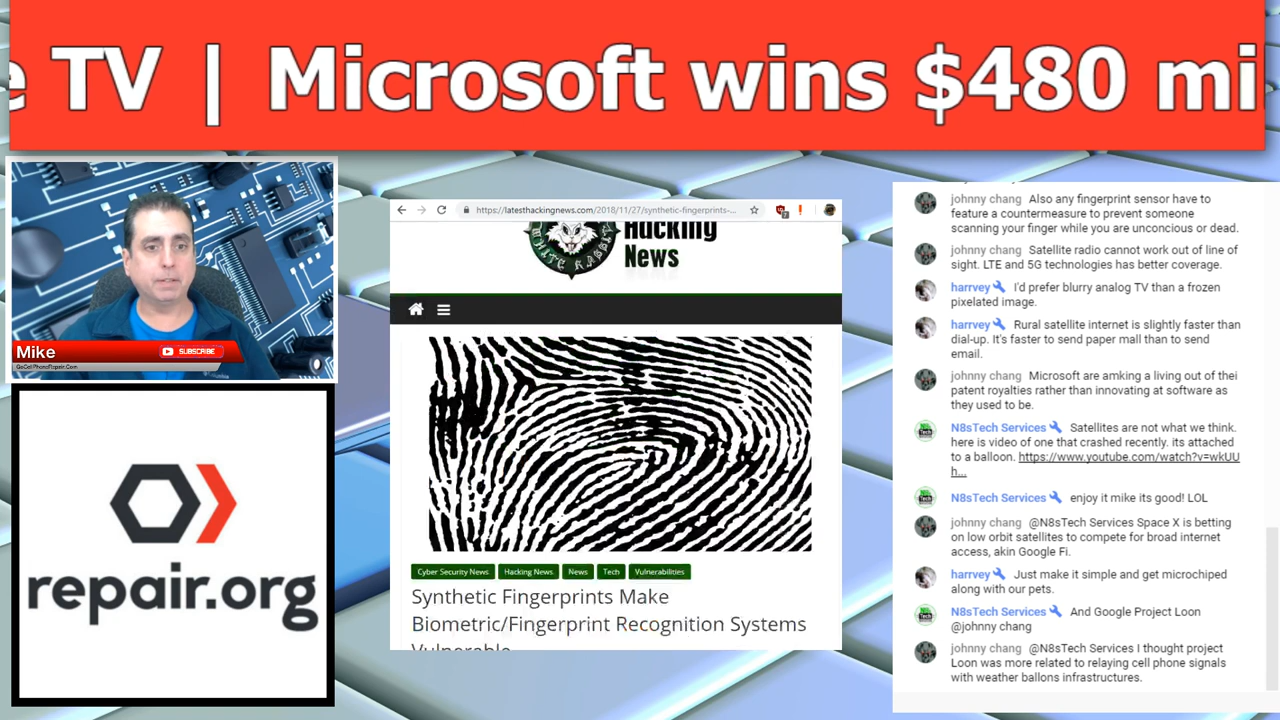 e TV | Microsoft wins $480 mi
Mike
SUBSCRIBE
GoCellPhoneRepair.Com
repair.org
https://latesthackingnews.com/2018/11/27/synthetic-fingerprints-...
7
WHITE RABBIT
Hacking
News
Cyber Security News
Hacking News
News
Tech
Vulnerabilities
Synthetic Fingerprints Make
Biometric/Fingerprint Recognition Systems
Vulnerable
johnny chang Also any fingerprint sensor have to
feature a countermeasure to prevent someone
scanning your finger while you are unconcious or dead.
johnny chang Satellite radio cannot work out of line of
sight. LTE and 5G technologies has better coverage.
harrvey I'd prefer blurry analog TV than a frozen
pixelated image.
harrvey Rural satellite internet is slightly faster than
dial-up. It's faster to send paper mall than to send
email.
johnny chang Microsoft are amking a living out of thei
patent royalties rather than innovating at software as
they used to be.
N8sTech Services Satellites are not what we think.
here is video of one that crashed recently. its attached
to a balloon. https://www.youtube.com/watch?v=wkUU
h...
N8sTech Services enjoy it mike its good! LOL
johnny chang @N8sTech Services Space X is betting
on low orbit satellites to compete for broad internet
access, akin Google Fi.
harrvey Just make it simple and get microchiped
along with our pets.
N8sTech Services And Google Project Loon
@johnny chang
johnny chang @N8sTech Services I thought project
Loon was more related to relaying cell phone signals
with weather ballons infrastructures.